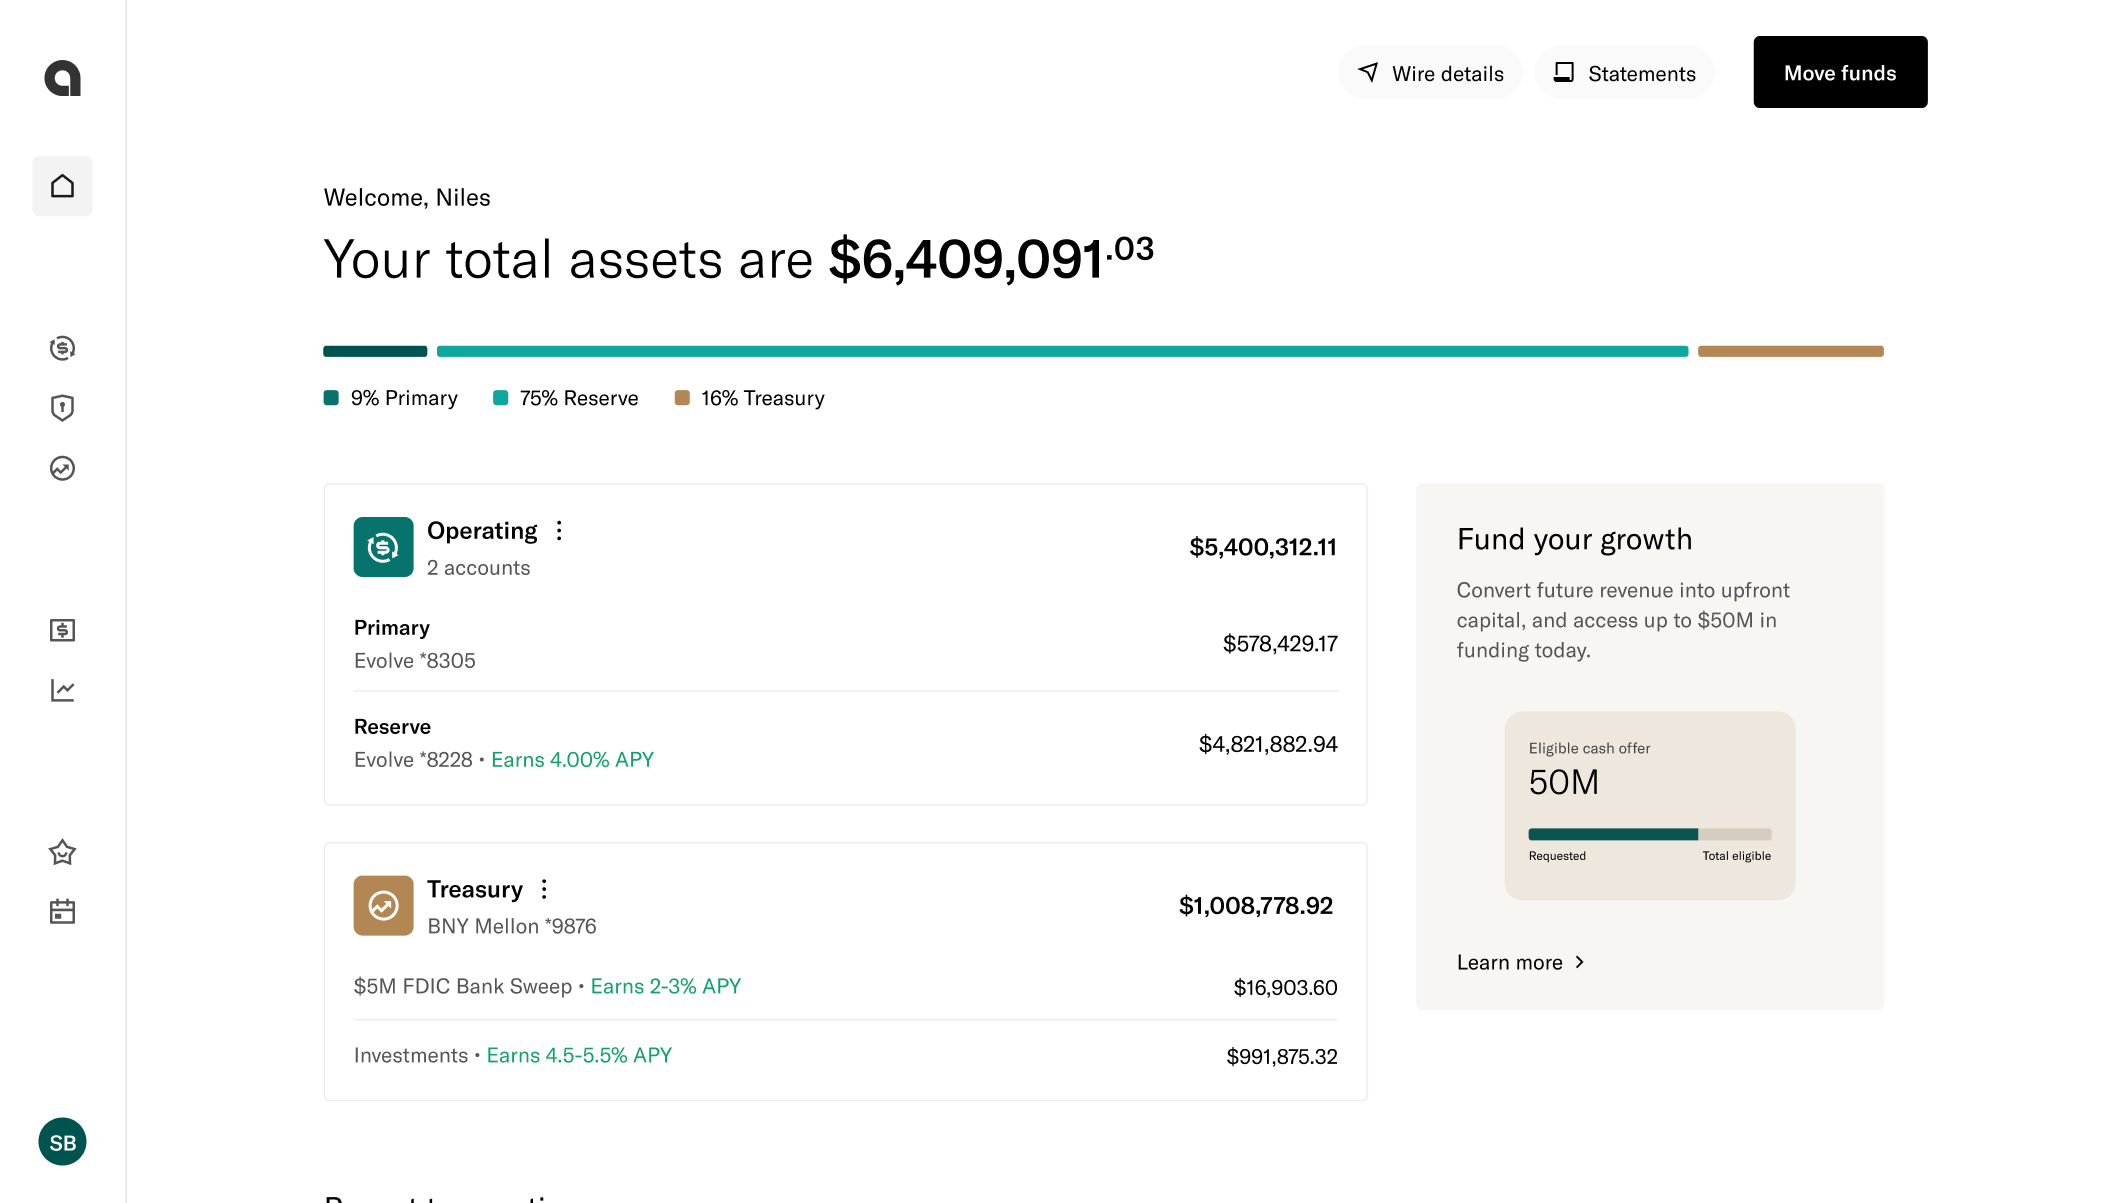 Wire details
Statements
Move funds
Welcome, Niles
Your total assets are $6,409,091.03
9% Primary
75% Reserve
16% Treasury
Operating
2 accounts
$5,400,312.11
Primary
Evolve *8305
$578,429.17
Reserve
Evolve *8228 • Earns 4.00% APY
$4,821,882.94
Treasury
BNY Mellon *9876
$1,008,778.92
$5M FDIC Bank Sweep • Earns 2-3% APY
$16,903.60
Investments • Earns 4.5-5.5% APY
$991,875.32
Fund your growth
Convert future revenue into upfront
capital, and access up to $50M in
funding today.
Eligible cash offer
50M
Requested
Total eligible
Learn more
SB